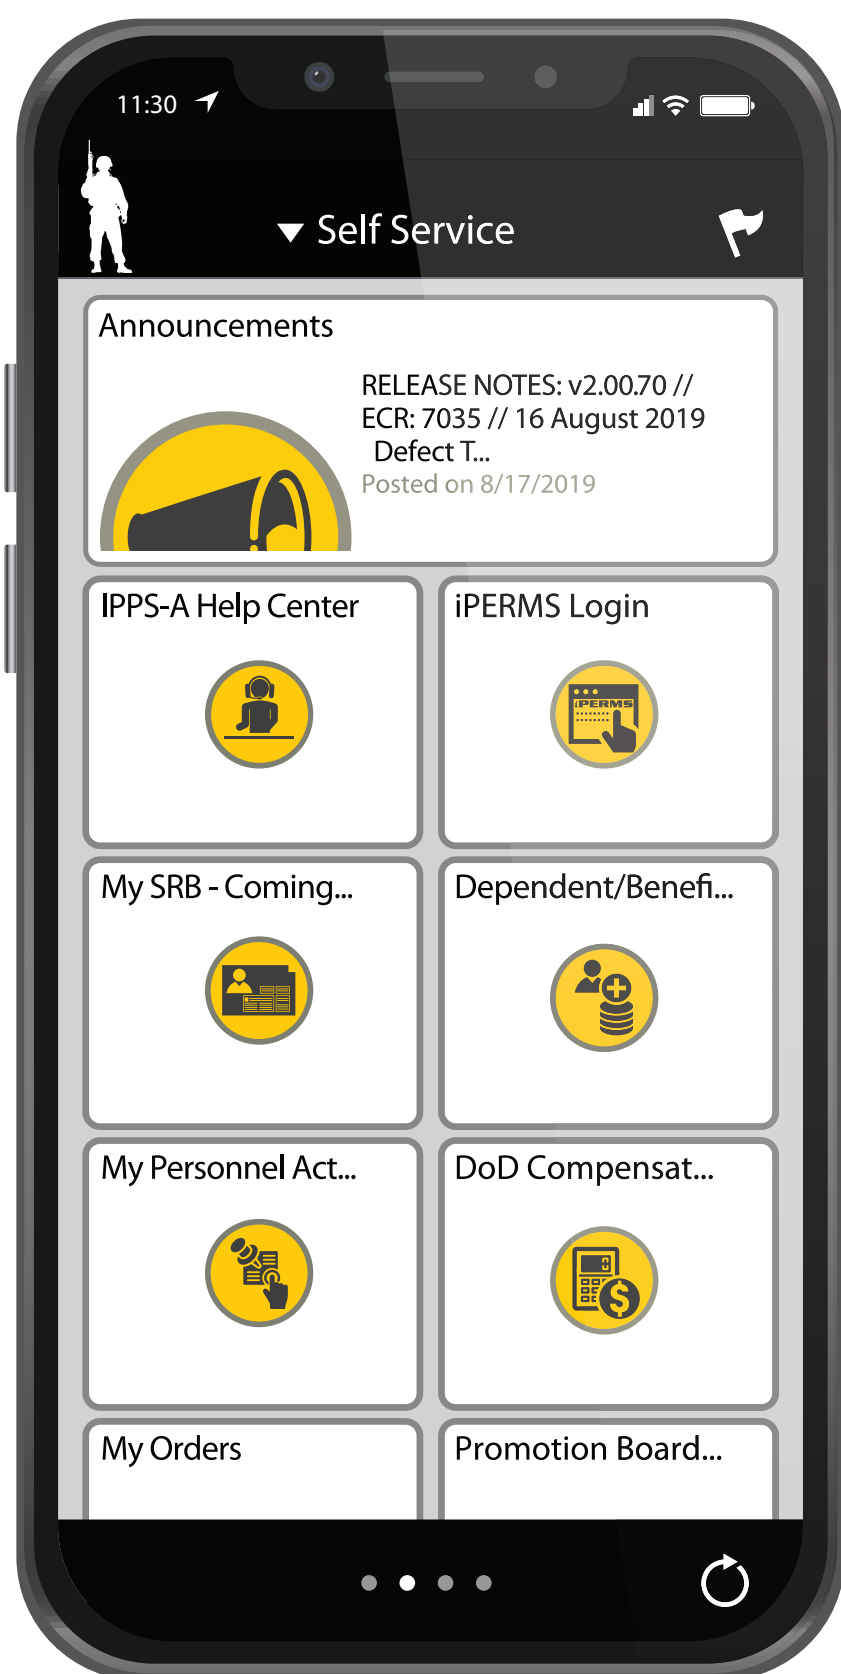 11:30
Self Service
Announcements
RELEASE NOTES: v2.00.70 //
ECR: 7035 // 16 August 2019
Defect T...
Posted on 8/17/2019
IPPS-A Help Center
iPERMS Login
iPERMS
My SRB - Coming...
Dependent/Benefi...
My Personnel Act...
DoD Compensat...
0
$
My Orders
Promotion Board...